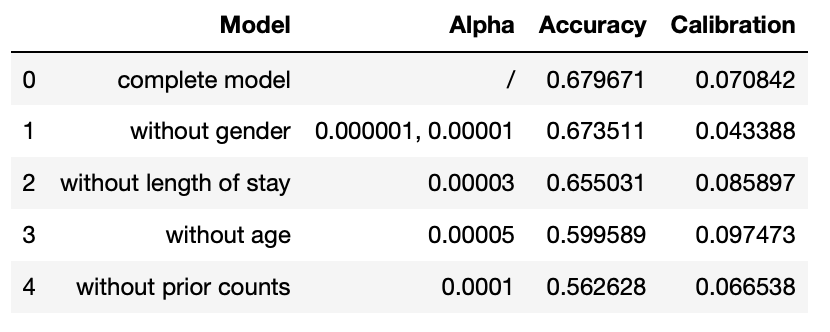 Model Alpha Accuracy Calibration
0 complete model / 0.679671 0.070842
1 without gender 0.000001, 0.00001 0.673511 0.043388
2 without length of stay 0.00003 0.655031 0.085897
3 without age 0.00005 0.599589 0.097473
4 without prior counts 0.0001 0.562628 0.066538